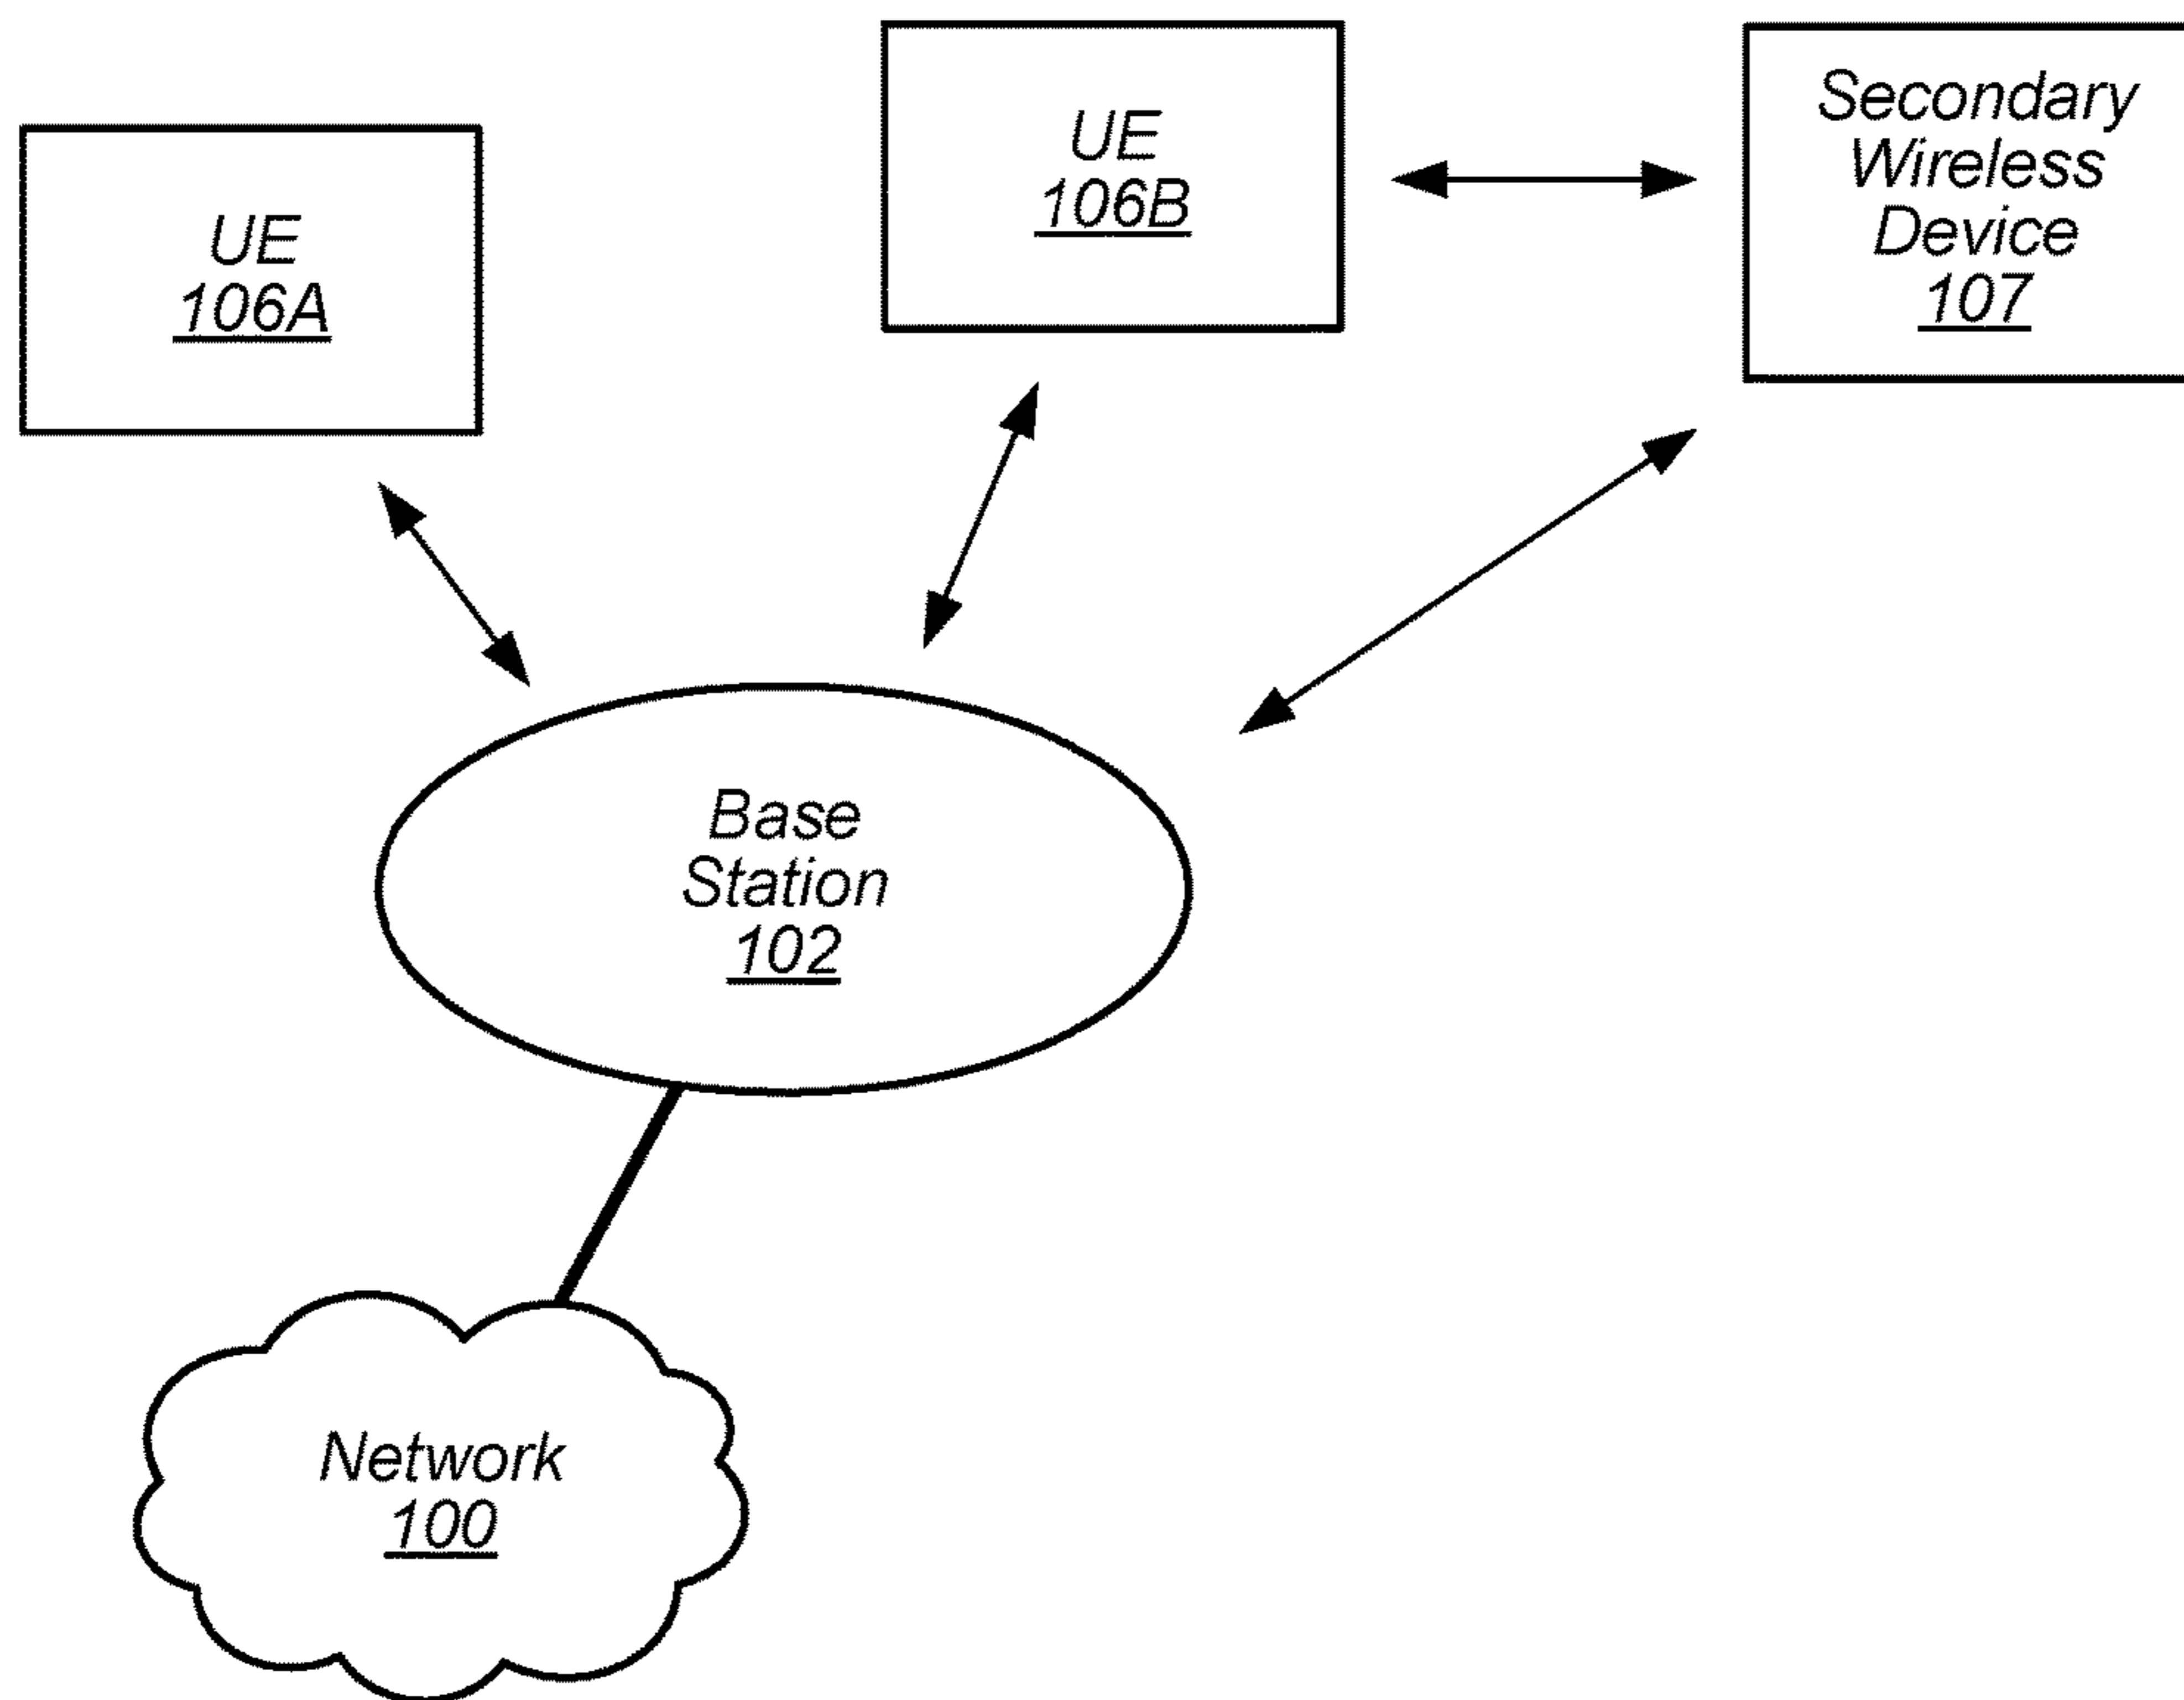 UE
106A
UE
106B
Secondary
Wireless
Device
107
Base
Station
102
Network
100